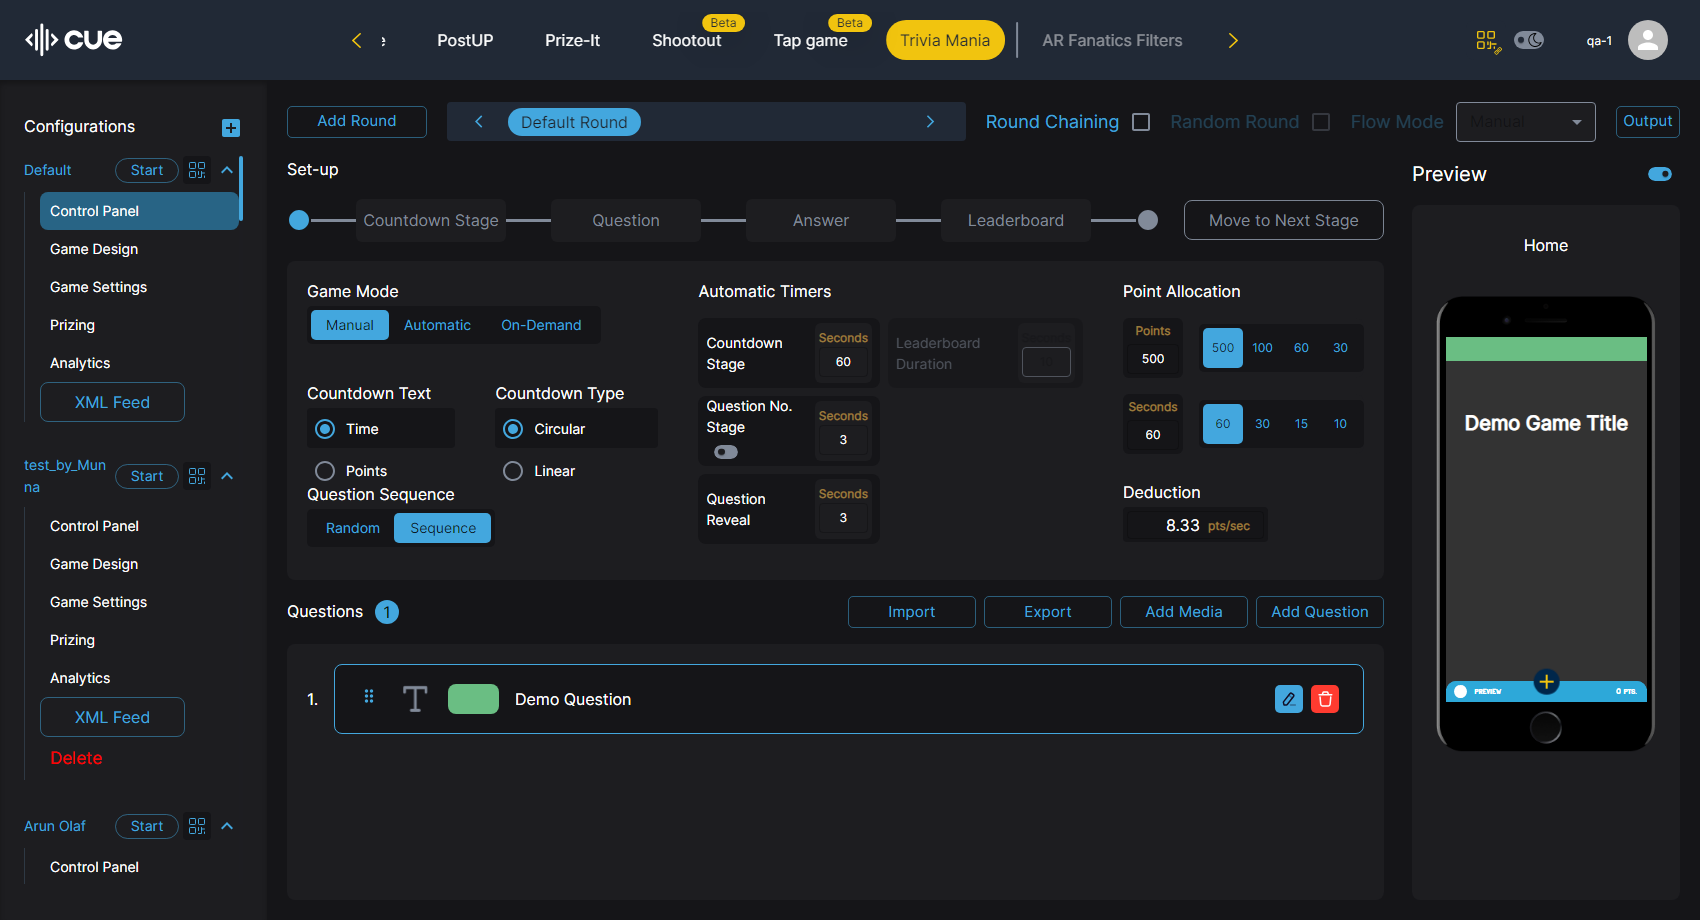 cue
PostUP
Prize-It
Beta
Shootout
Beta
Tap game
Trivia Mania
AR Fanatics Filters
qa-1
Configurations
Default
Start
Control Panel
Game Design
Game Settings
Prizing
Analytics
XML Feed
test_by_Mun
na
Start
Control Panel
Game Design
Game Settings
Prizing
Analytics
XML Feed
Delete
Arun Olaf
Start
Control Panel
Add Round
Default Round
Round Chaining
Random Round
Flow Mode
Manual
Output
Set-up
Countdown Stage
Question
Answer
Leaderboard
Move to Next Stage
Game Mode
Manual
Automatic
On-Demand
Countdown Text
Time
Points
Countdown Type
Circular
Linear
Question Sequence
Random
Sequence
Automatic Timers
Countdown
Stage
Seconds
60
Leaderboard
Duration
Question No.
Stage
Seconds
3
Question
Reveal
Seconds
3
Point Allocation
Points
500
500
100
60
30
Seconds
60
60
30
15
10
Deduction
8.33 pts/sec
Questions 1
Import
Export
Add Media
Add Question
1.
Demo Question
Preview
Home
Demo Game Title
PREVIEW
0 PTS.